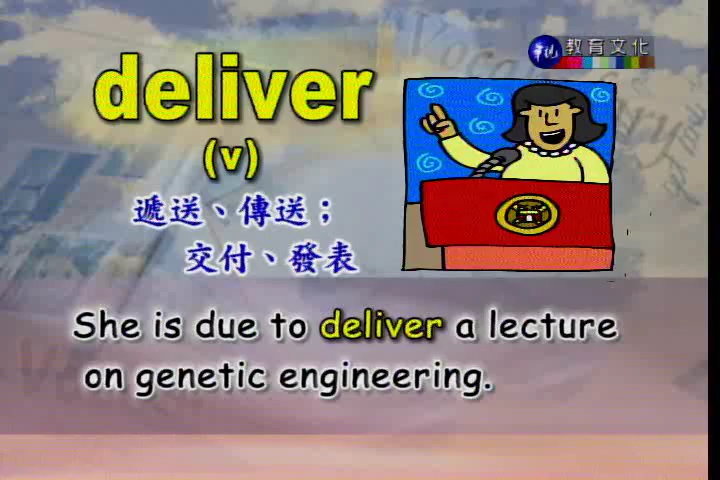 教育文化
deliver
(v)
遞送、傳送；
交付、發表
She is due to deliver a lecture
on genetic engineering.